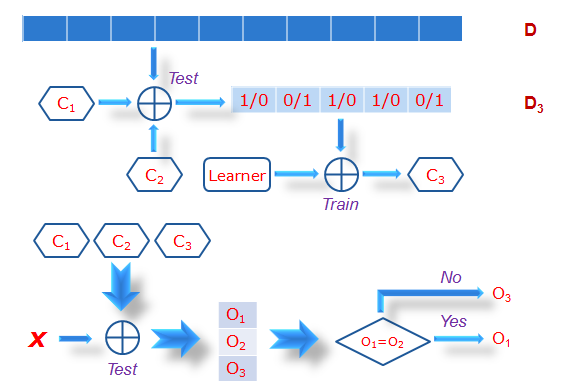 D
Test
C1
1/0 0/1 1/0 1/0 0/1
D3
C2
Learner
C3
Train
C1 C2 C3
No
O3
O1
Yes
X
O2
O1=O2
O1
Test
O3